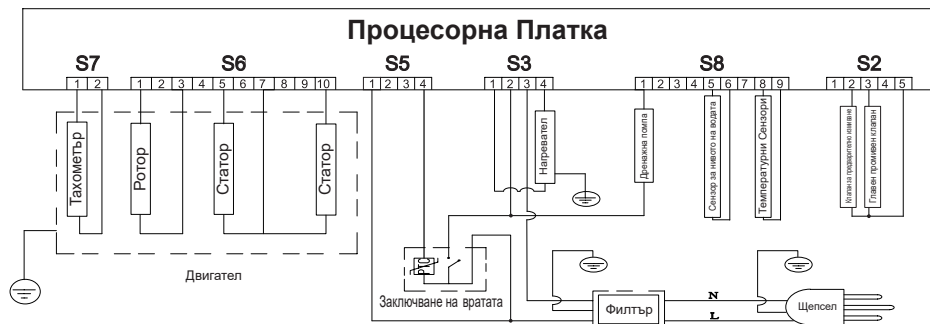 Процесорна Платка
S7 S6 S5 S3 S8 S2
1 2 1 2 3 4 5 6 7 8 9 10 1 2 3 4 1 2 3 4 1 2 3 4 5 6 7 8 9 1 2 3 4 5
Тахометър
Ротор
Статор
Статор
Двигател
PTC
Заключване на вратата
Нагревател
Дренажна помпа
Сензор за нивото на водата
Температурни Сензори
Клапан за предварително измиване
Главен промивен клапан
Филтър
N
L
Щепсел